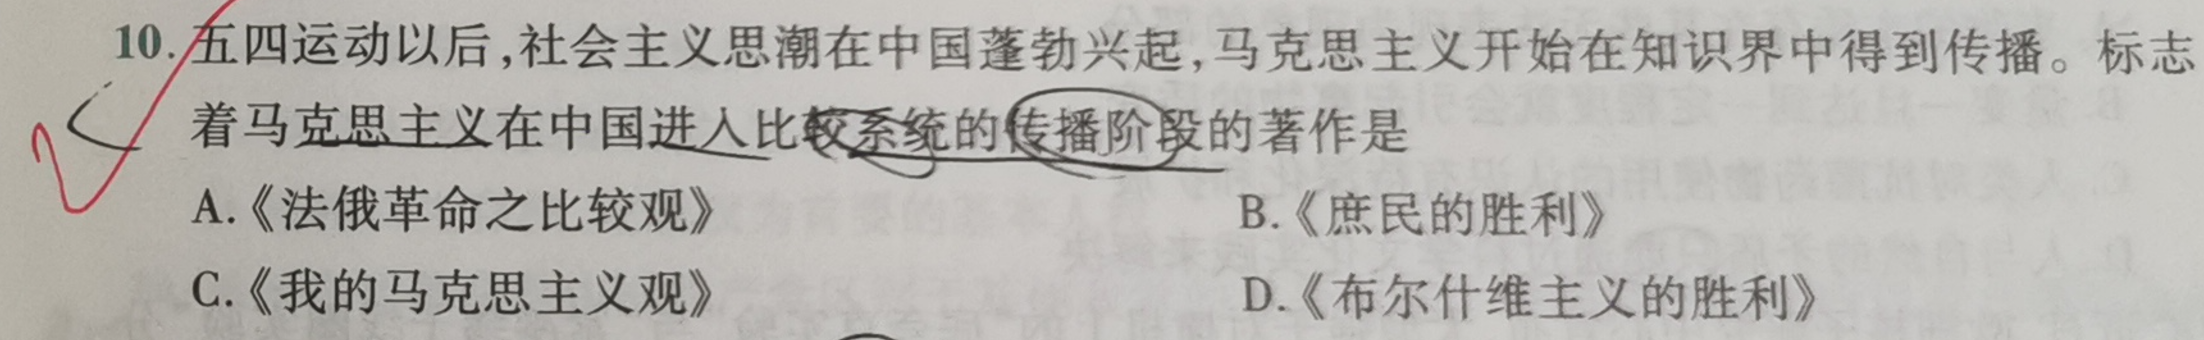 10. 五四运动以后,社会主义思潮在中国蓬勃兴起,马克思主义开始在知识界中得到传播。标志
着马克思主义在中国进入比较系统的传播阶段的著作是
A.《法俄革命之比较观》 B.《庶民的胜利》
C.《我的马克思主义观》 D.《布尔什维主义的胜利》